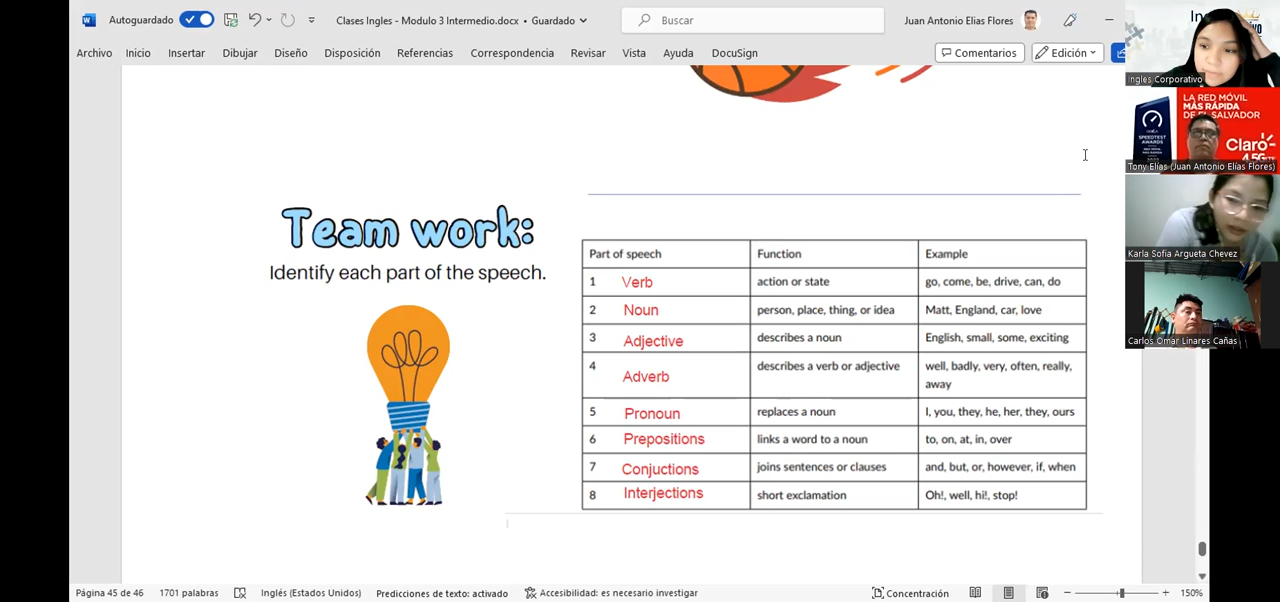 Autoguardado
Clases Ingles - Modulo 3 Intermedio.docx • Guardado
Buscar
Juan Antonio Elias Flores
Archivo Inicio Insertar Dibujar Diseño Disposición Referencias Correspondencia Revisar Vista Ayuda DocuSign
Comentarios Edición
Ingles Corporativo
LA RED MÓVIL
MÁS RÁPIDA
DE EL SALVADOR
SPEEDTEST
AWARDS
Claro
4.5G
Tony Elías (Juan Antonio Elías Flores)
Karla Sofia Argueta Chevez
Carlos Omar Linares Cañas
Team work:
Identify each part of the speech.
Part of speech Function Example
1 Verb action or state go, come, be, drive, can, do
2 Noun person, place, thing, or idea Matt, England, car, love
3 Adjective describes a noun English, small, some, exciting
4 Adverb describes a verb or adjective well, badly, very, often, really,
away
5 Pronoun replaces a noun I, you, they, he, her, they, ours
6 Prepositions links a word to a noun to, on, at, in, over
7 Conjuctions joins sentences or clauses and, but, or, however, if, when
8 Interjections short exclamation Oh!, well, hi!, stop!
Página 45 de 46 1701 palabras Inglés (Estados Unidos) Predicciones de texto: activado Accesibilidad: es necesario investigar Concentración 150%